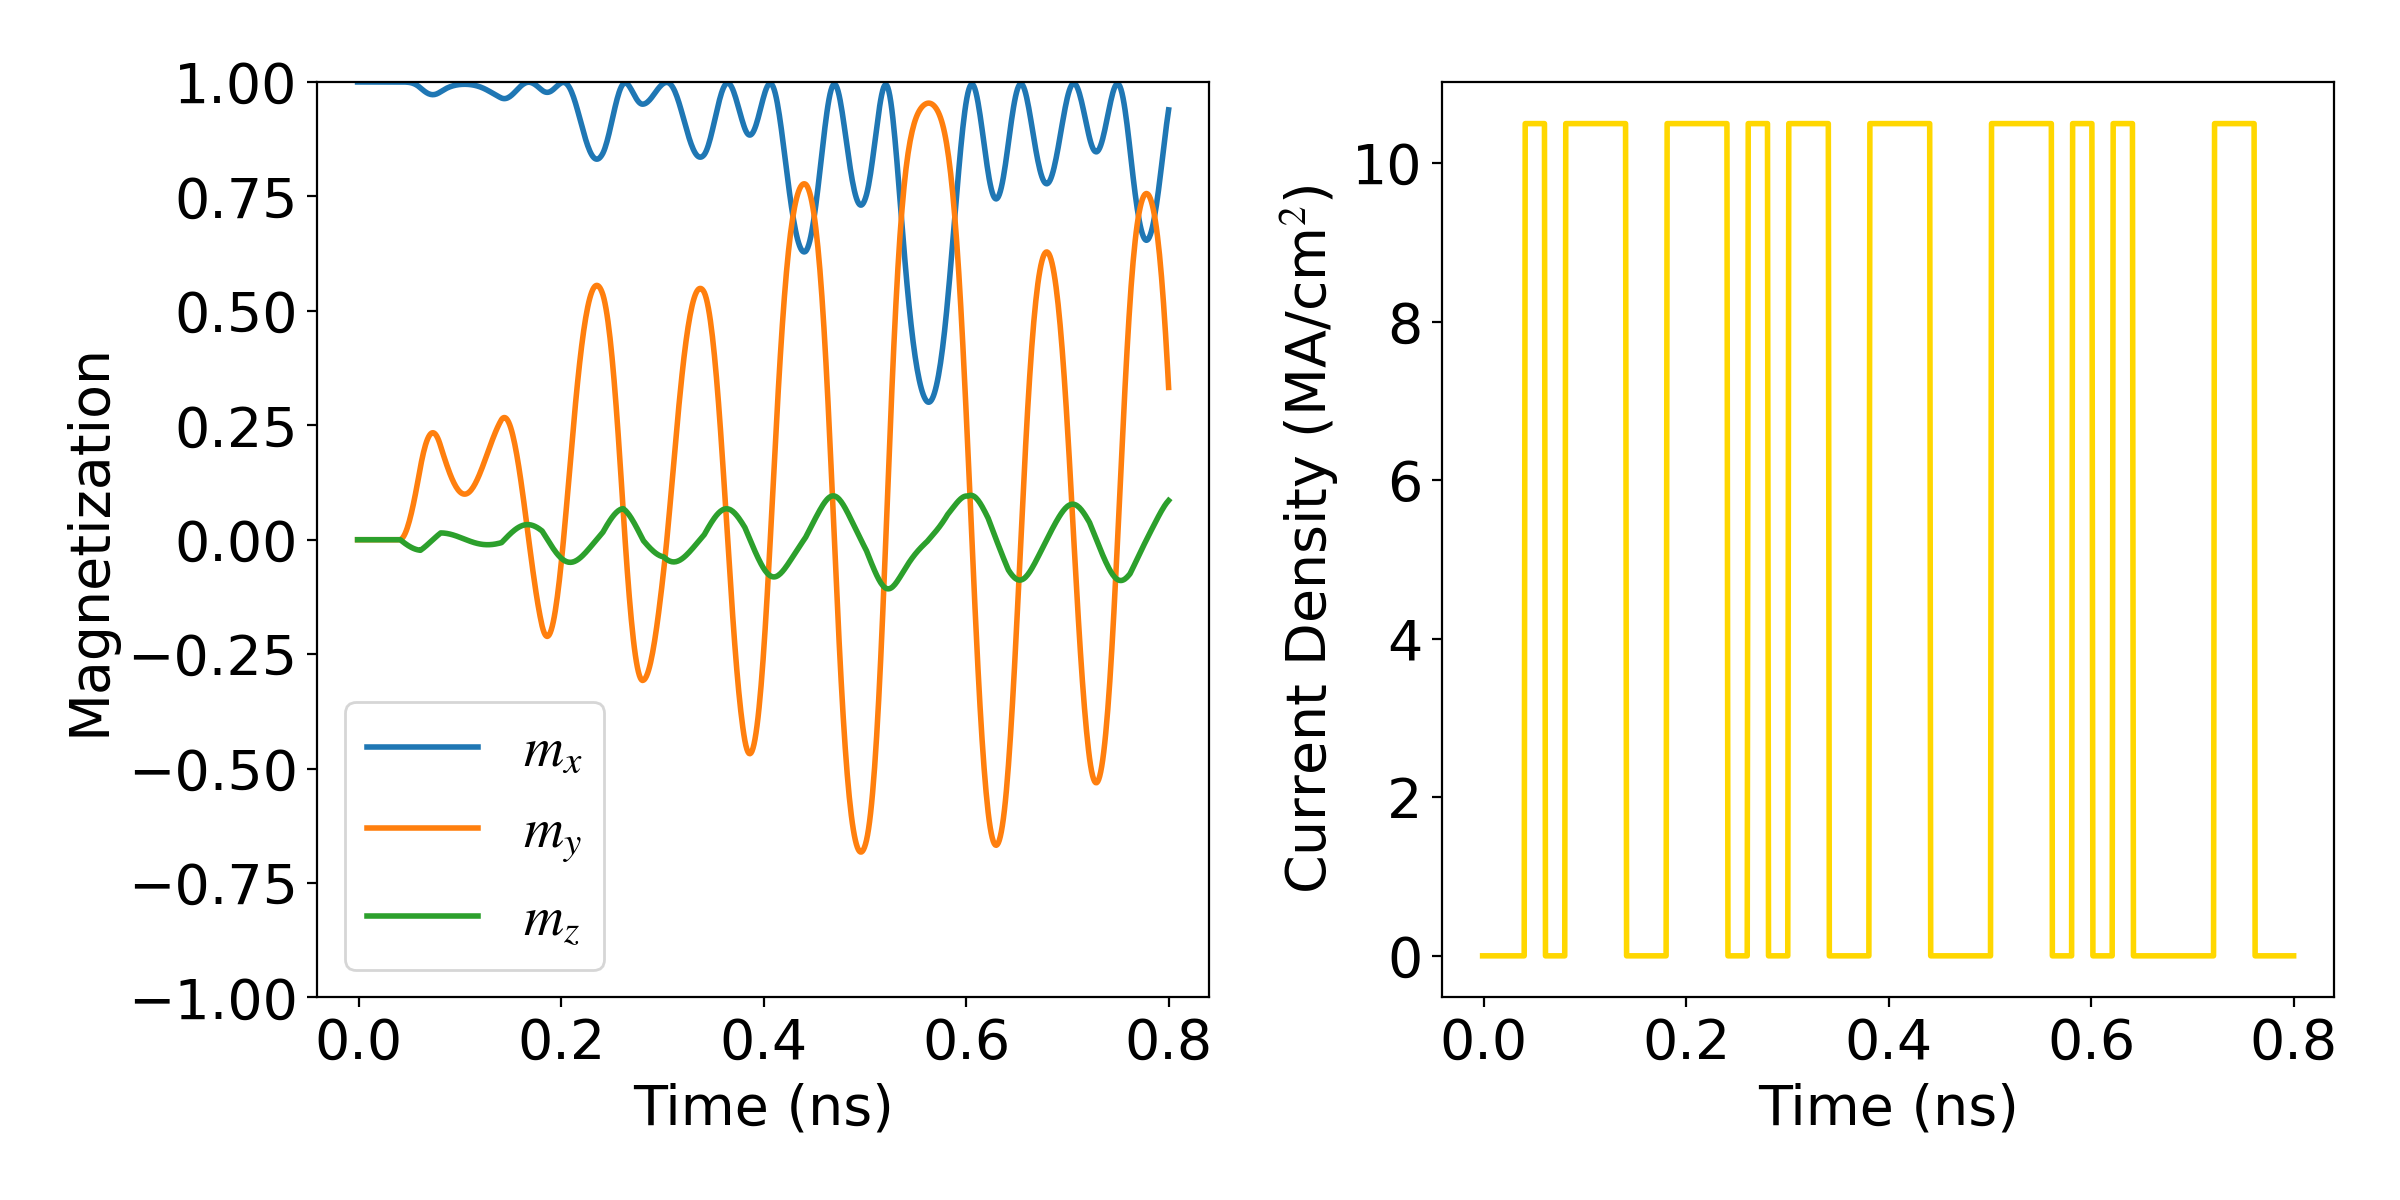 1.00
0.75
0.50
0.25
0.00
−0.25
−0.50
−0.75
−1.00
Magnetization
m_x
m_y
m_z
0.0 0.2 0.4 0.6 0.8
Time (ns)
10
8
6
4
2
0
Current Density (MA/cm²)
0.0 0.2 0.4 0.6 0.8
Time (ns)